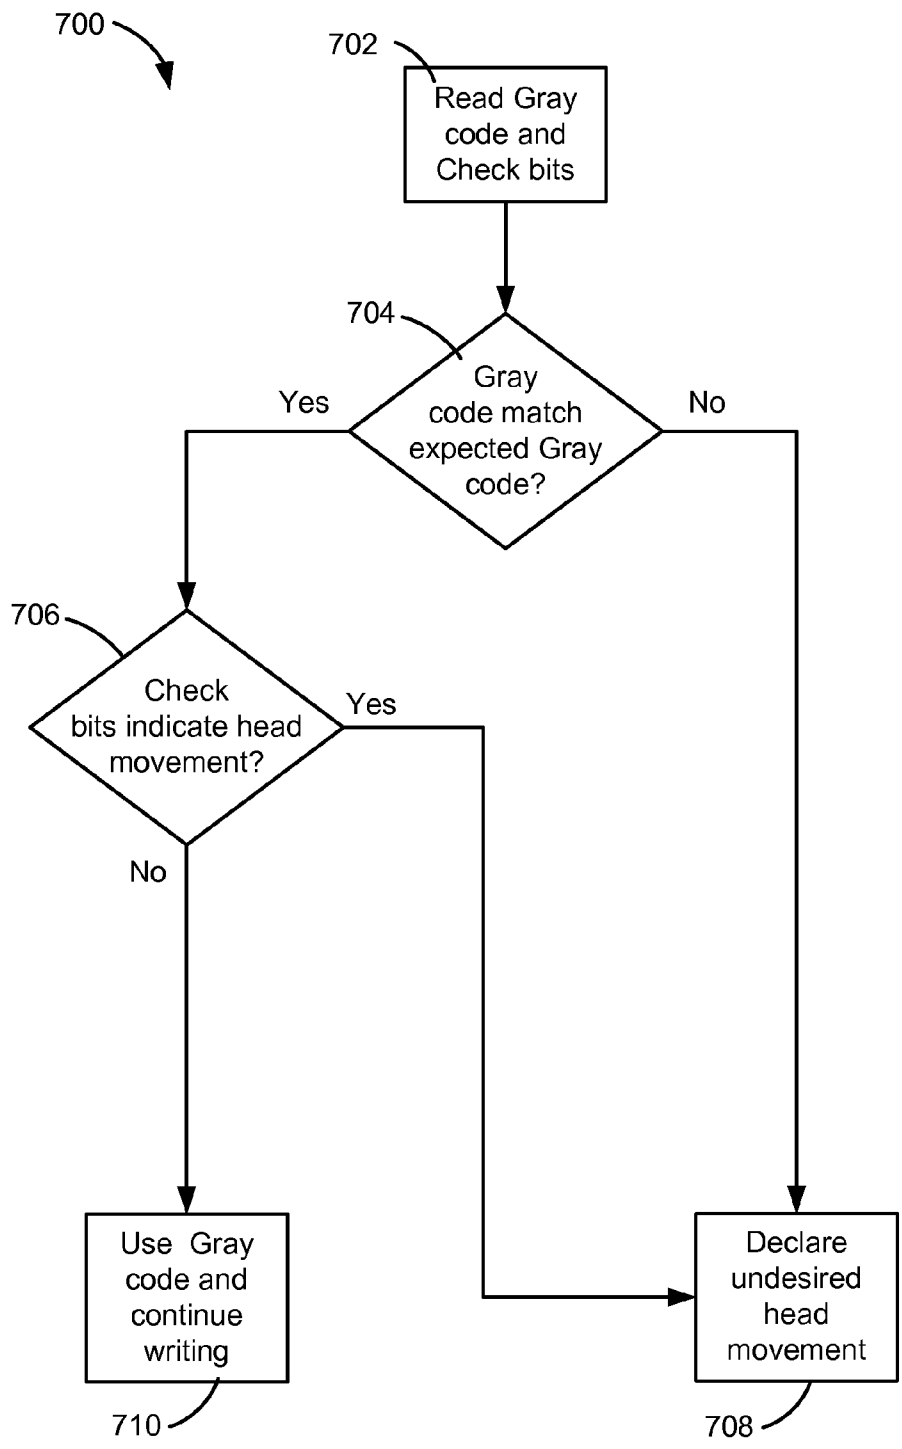 700
702
Read Gray
code and
Check bits
704
Gray
code match
expected Gray
code?
Yes
No
706
Check
bits indicate head
movement?
Yes
No
Use Gray
code and
continue
writing
710
Declare
undesired
head
movement
708